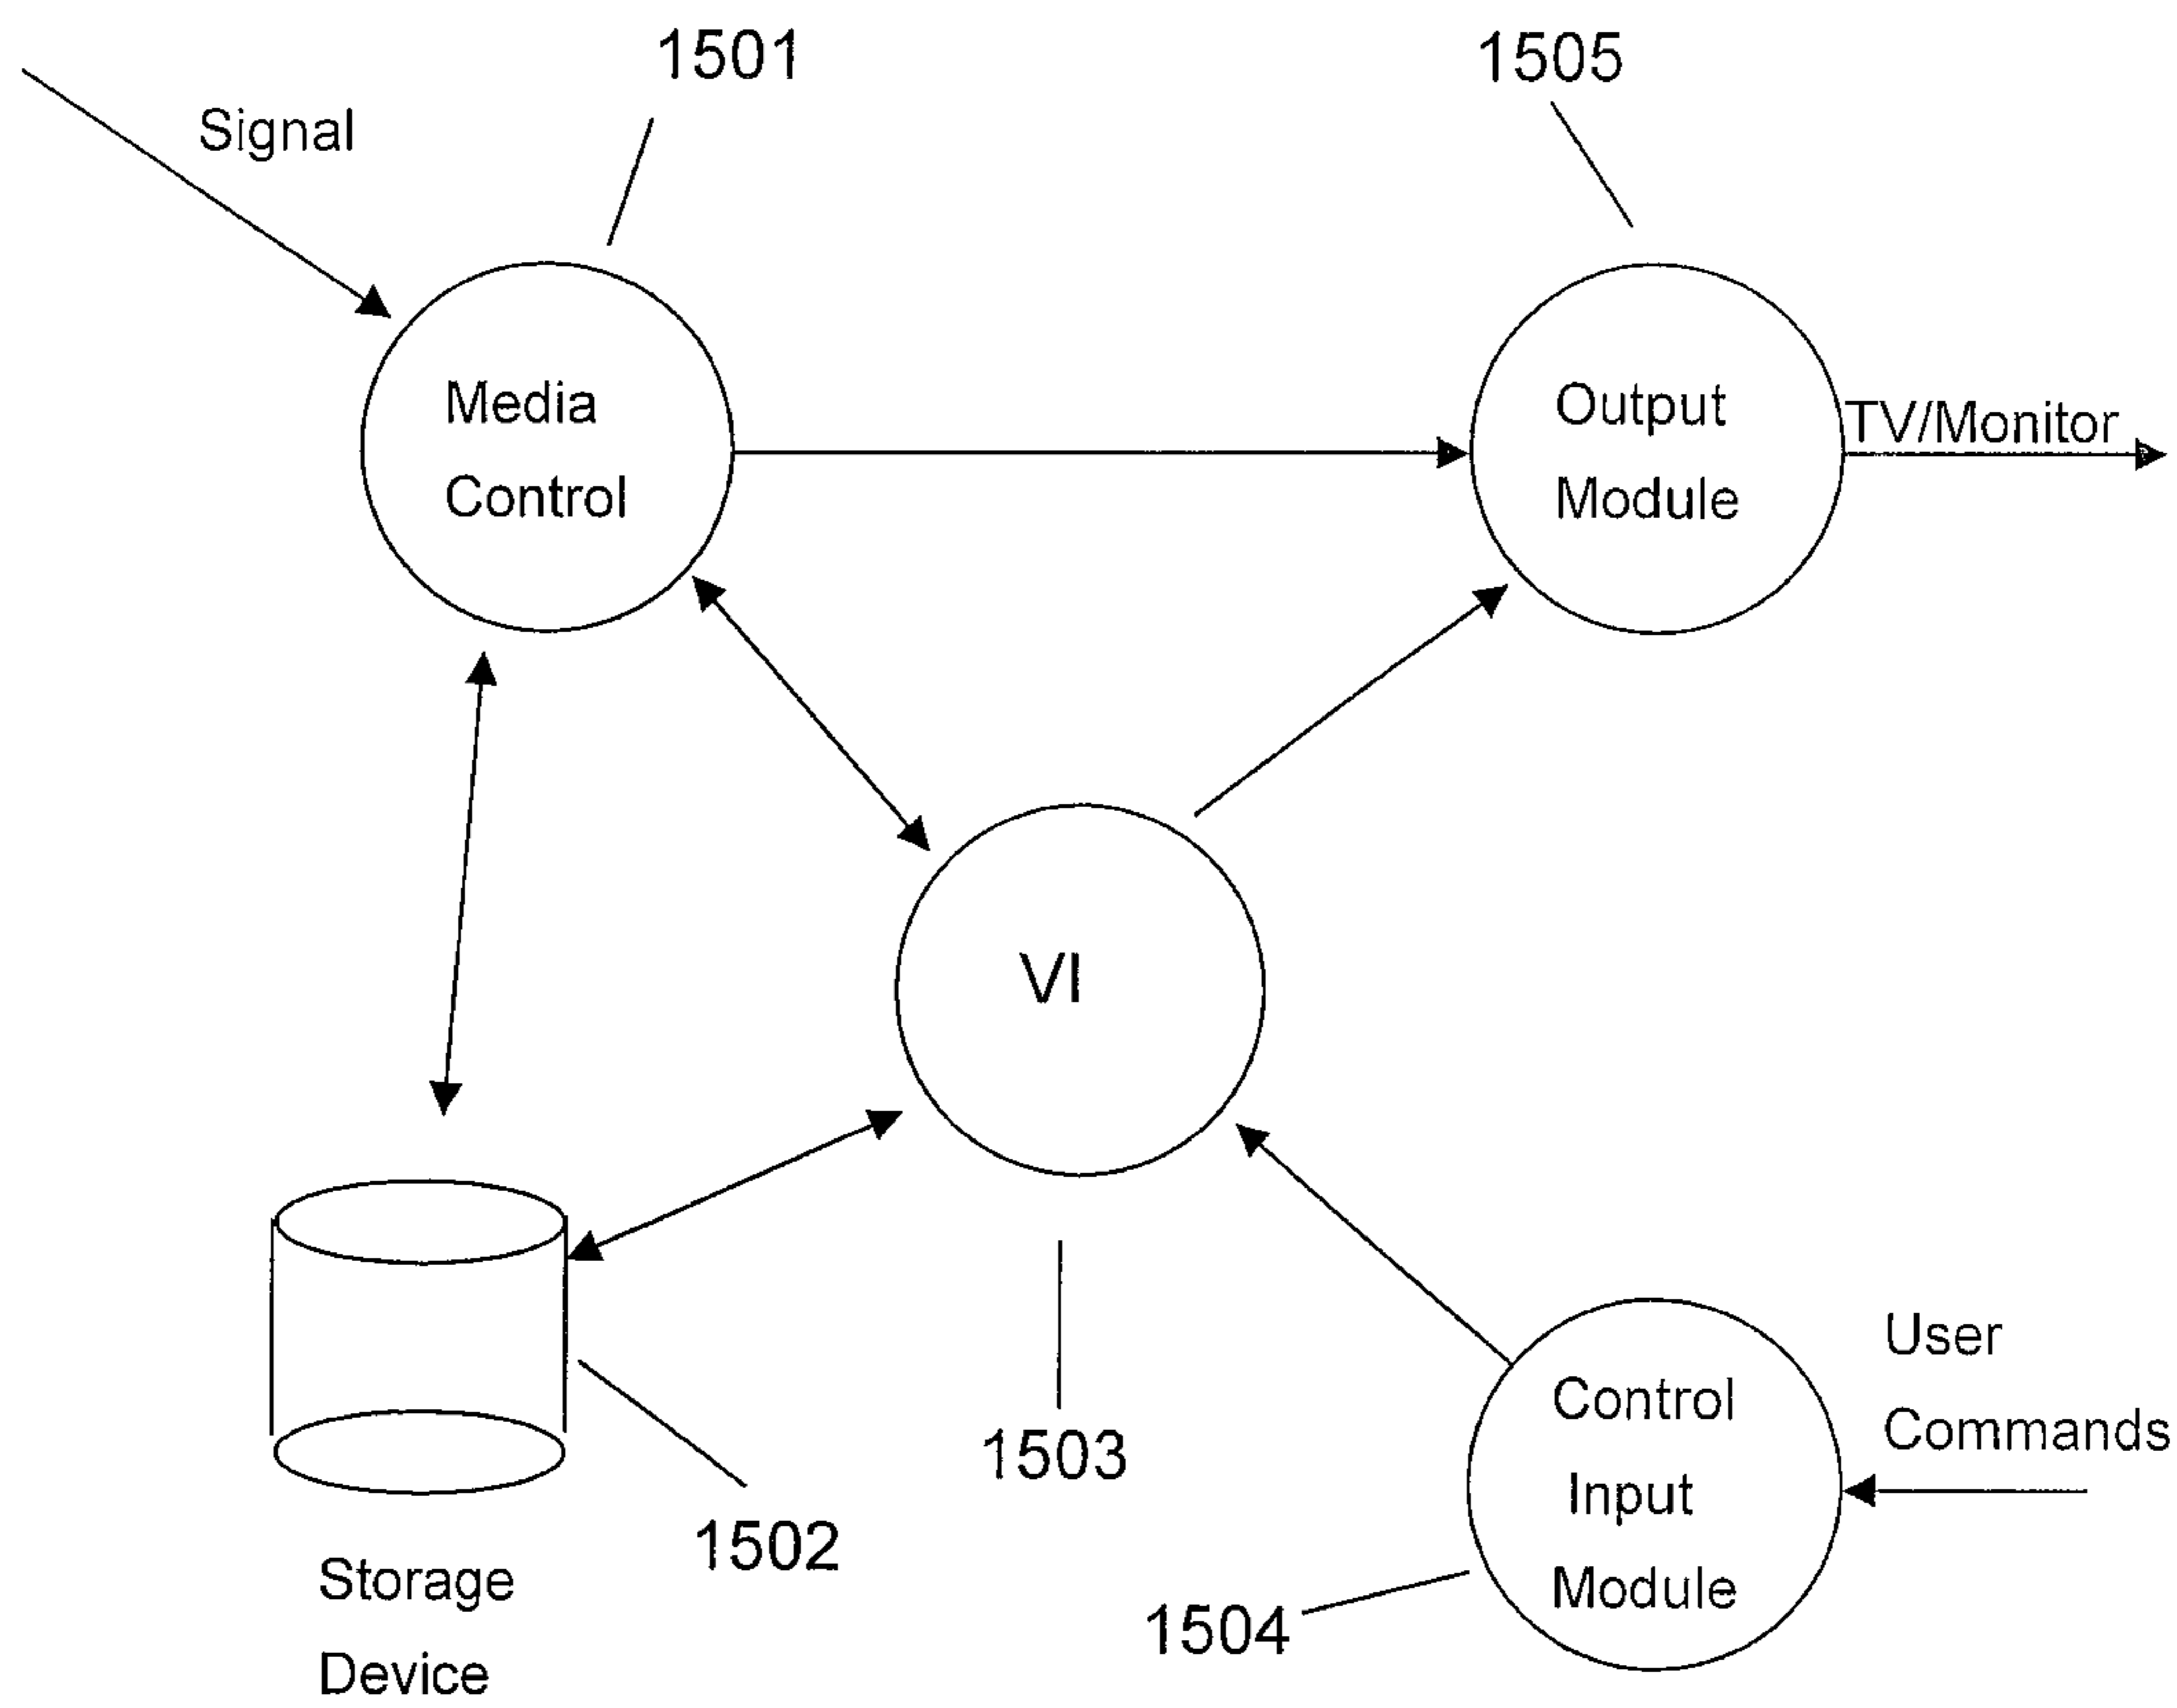 1501
1505
Signal
Media
Control
Output
Module
TV/Monitor
VI
1503
1502
Storage
Device
Control
Input
Module
User
Commands
1504